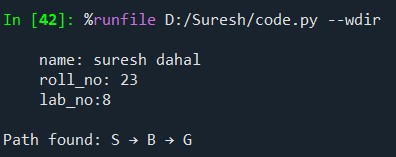 In [42]: %runfile D:/Suresh/code.py --wdir
name: suresh dahal
roll_no: 23
lab_no:8
Path found: S → B → G